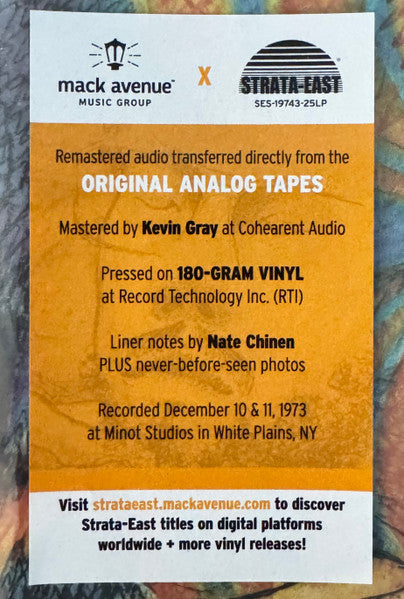 mack avenue™
MUSIC GROUP
X
STRATA-EAST®
SES-19743-25LP
Remastered audio transferred directly from the
ORIGINAL ANALOG TAPES
Mastered by Kevin Gray at Cohearent Audio
Pressed on 180-GRAM VINYL
at Record Technology Inc. (RTI)
Liner notes by Nate Chinen
PLUS never-before-seen photos
Recorded December 10 & 11, 1973
at Minot Studios in White Plains, NY
Visit strataeast.mackavenue.com to discover
Strata-East titles on digital platforms
worldwide + more vinyl releases!